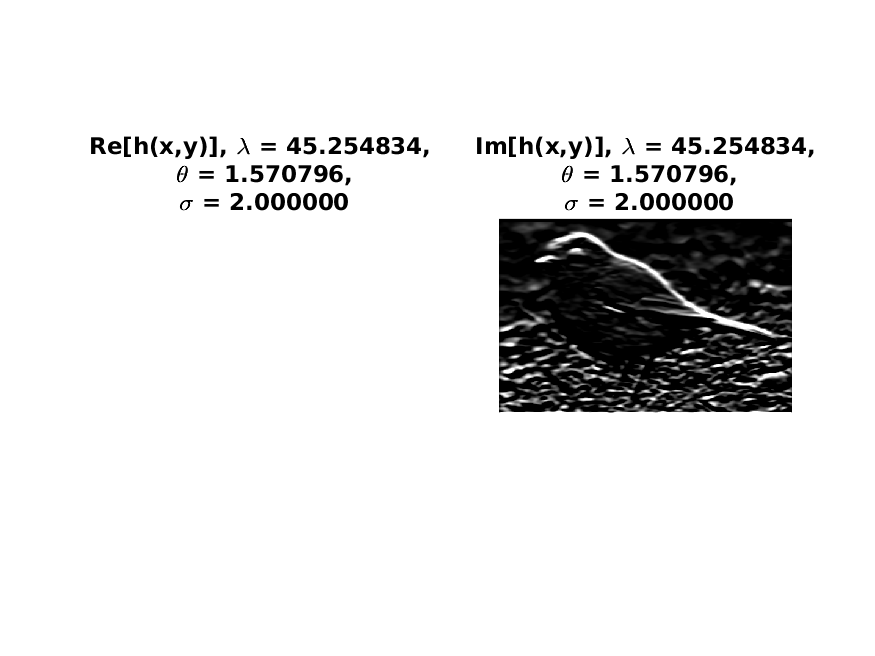 Re[h(x,y)], λ = 45.254834,
θ = 1.570796,
σ = 2.000000
Im[h(x,y)], λ = 45.254834,
θ = 1.570796,
σ = 2.000000